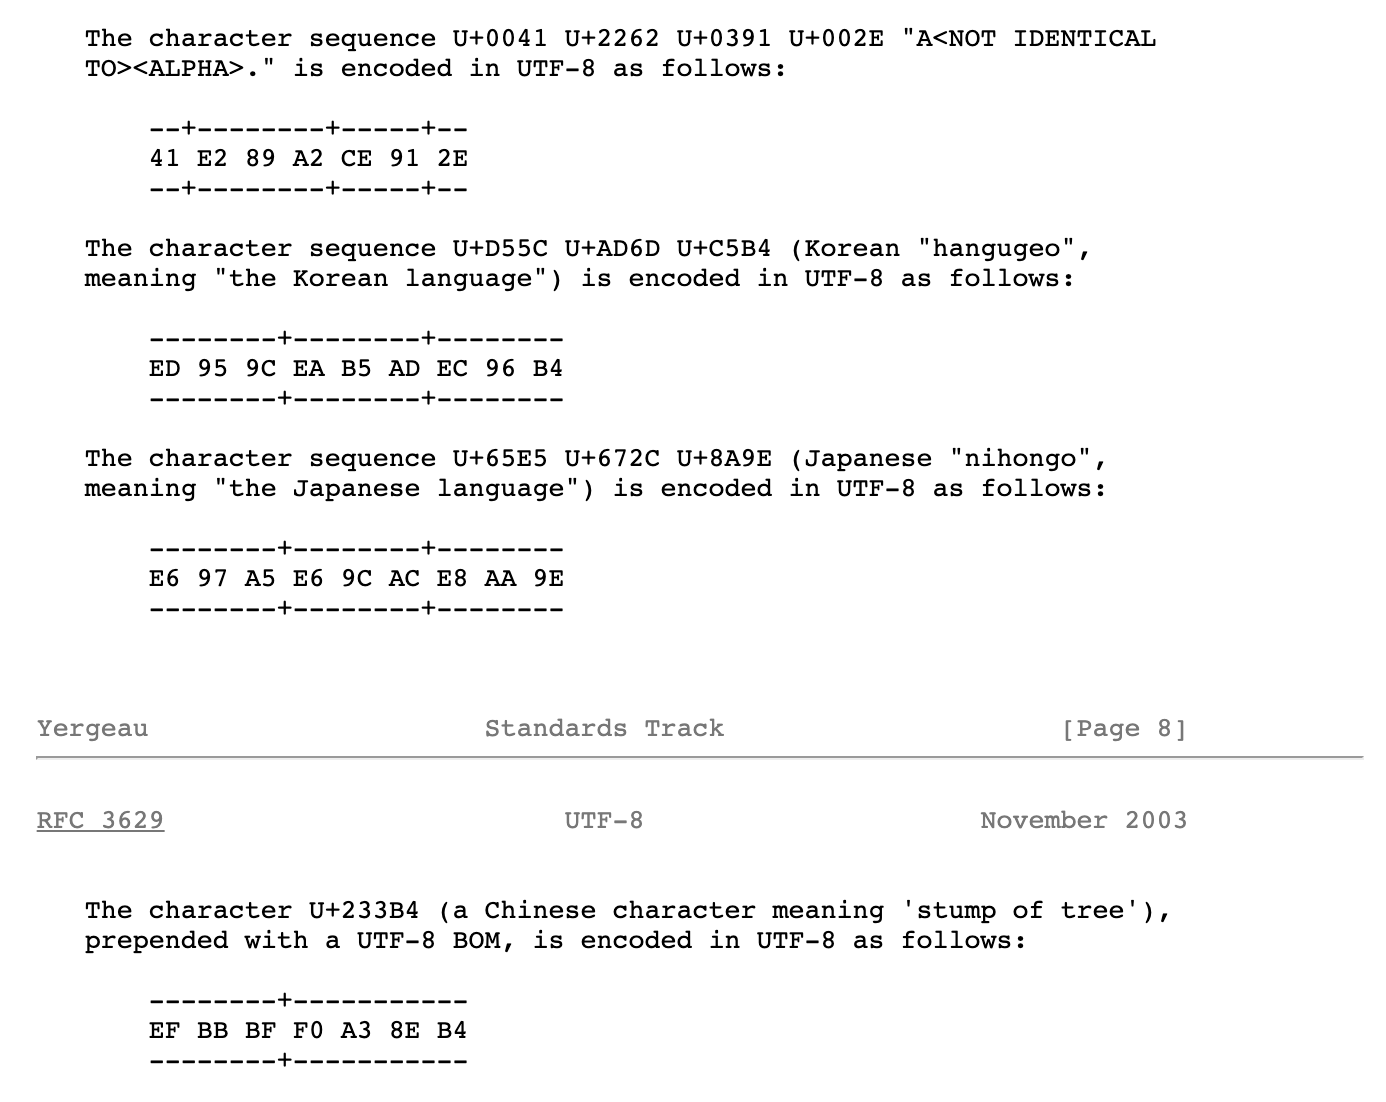 The character sequence U+0041 U+2262 U+0391 U+002E "A<NOT IDENTICAL
TO><ALPHA>." is encoded in UTF-8 as follows:
--+--------+-----+--
41 E2 89 A2 CE 91 2E
--+--------+-----+--
The character sequence U+D55C U+AD6D U+C5B4 (Korean "hangugeo",
meaning "the Korean language") is encoded in UTF-8 as follows:
--------+--------+--------
ED 95 9C EA B5 AD EC 96 B4
--------+--------+--------
The character sequence U+65E5 U+672C U+8A9E (Japanese "nihongo",
meaning "the Japanese language") is encoded in UTF-8 as follows:
--------+--------+--------
E6 97 A5 E6 9C AC E8 AA 9E
--------+--------+--------
Yergeau Standards Track [Page 8]
RFC 3629 UTF-8 November 2003
The character U+233B4 (a Chinese character meaning 'stump of tree'),
prepended with a UTF-8 BOM, is encoded in UTF-8 as follows:
--------+-----------
EF BB BF F0 A3 8E B4
--------+-----------